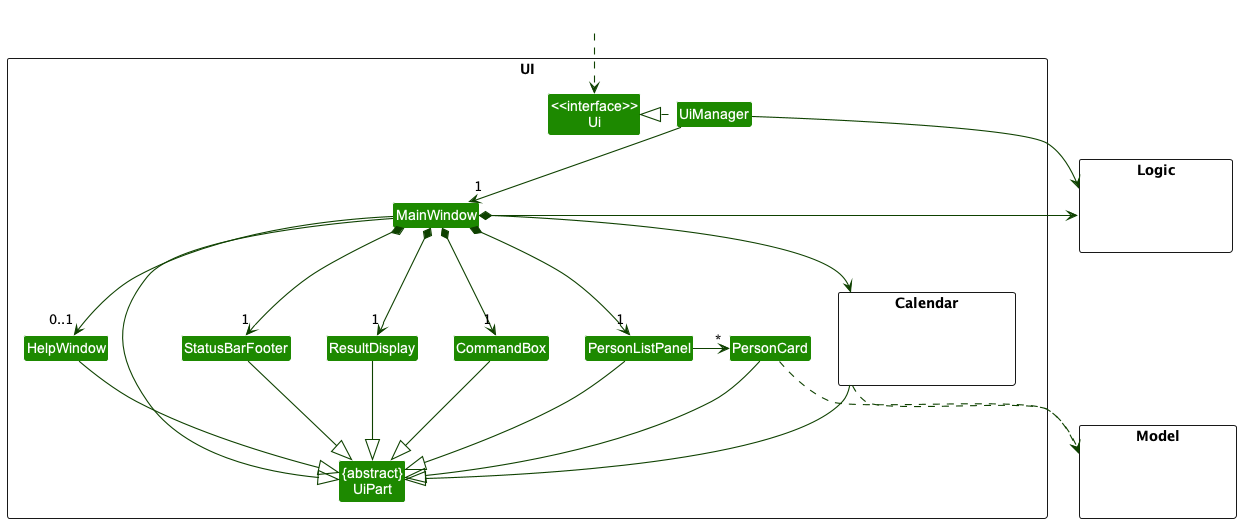 UI
<<interface>>
Ui
UiManager
Logic
1
MainWindow
Calendar
0..1
1
1
1
1
*
HelpWindow
StatusBarFooter
ResultDisplay
CommandBox
PersonListPanel
PersonCard
Model
{abstract}
UiPart